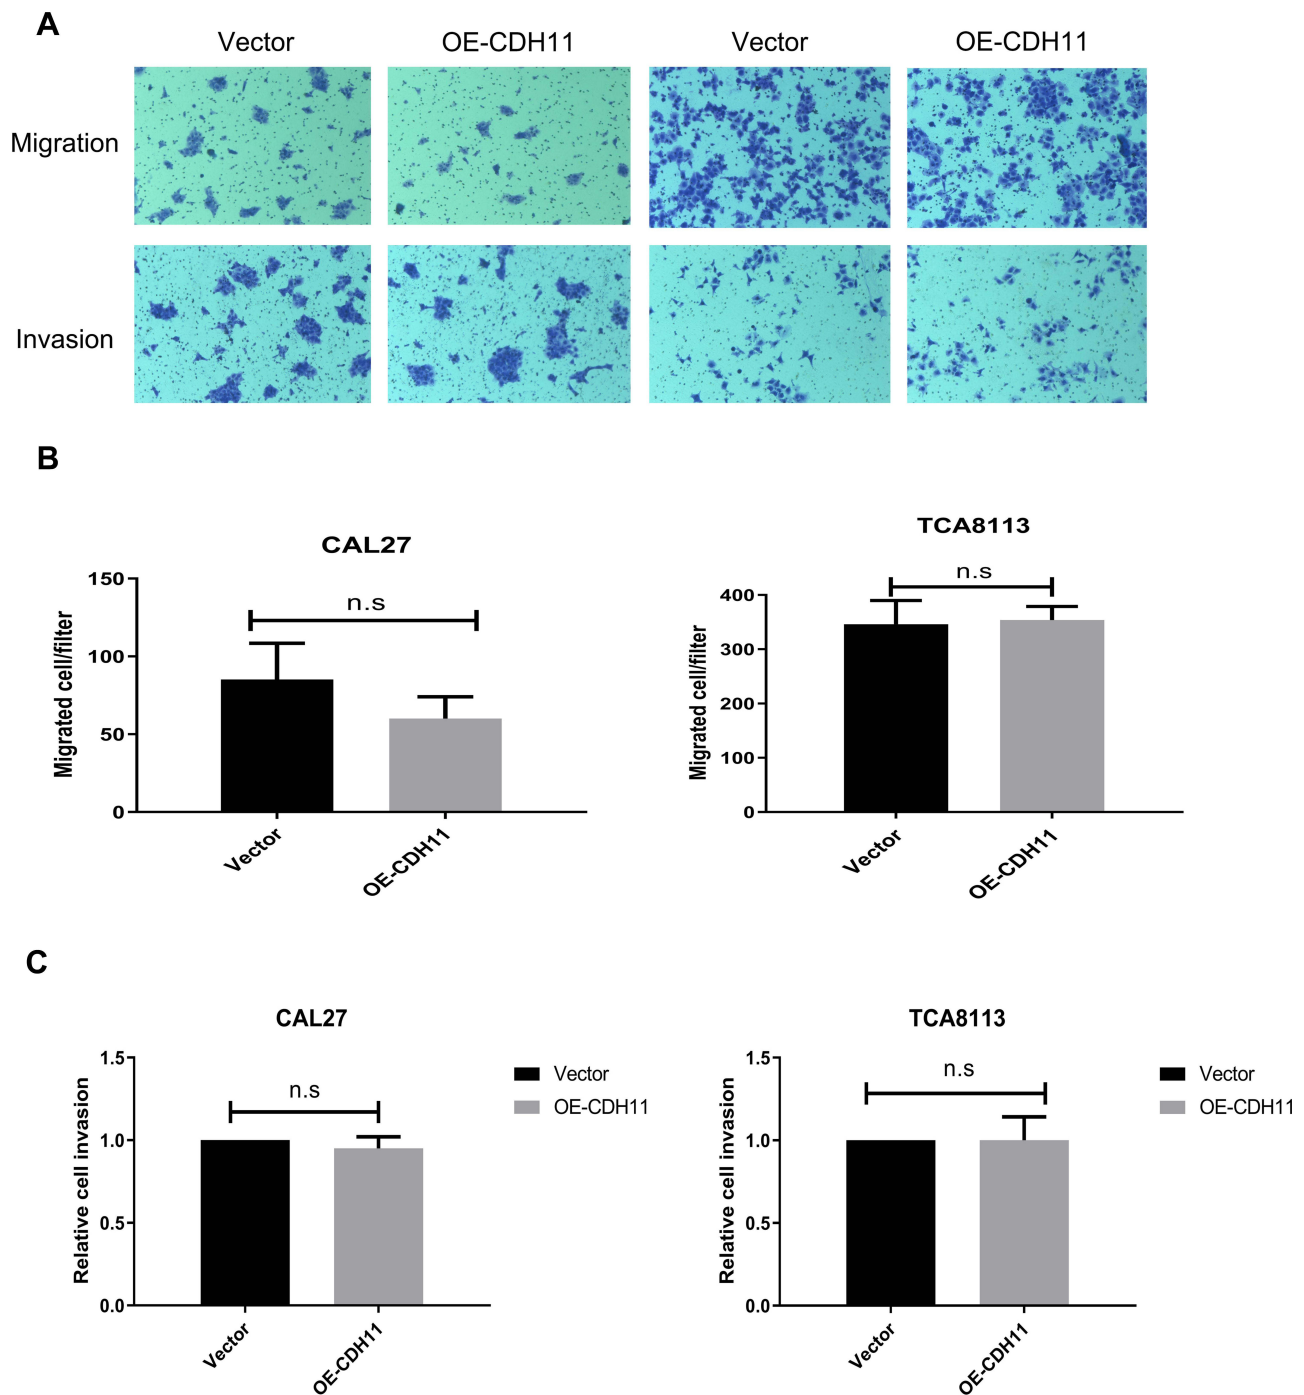 A
Vector
OE-CDH11
Vector
OE-CDH11
Migration
Invasion
B
CAL27
n.s
150
100
50
0
Migrated cell/filter
Vector
OE-CDH11
TCA8113
n.s
400
300
200
100
0
Migrated cell/filter
Vector
OE-CDH11
C
CAL27
n.s
1.5
1.0
0.5
0.0
Relative cell invasion
Vector
OE-CDH11
Vector
OE-CDH11
TCA8113
n.s
1.5
1.0
0.5
0.0
Relative cell invasion
Vector
OE-CDH11
Vector
OE-CDH11